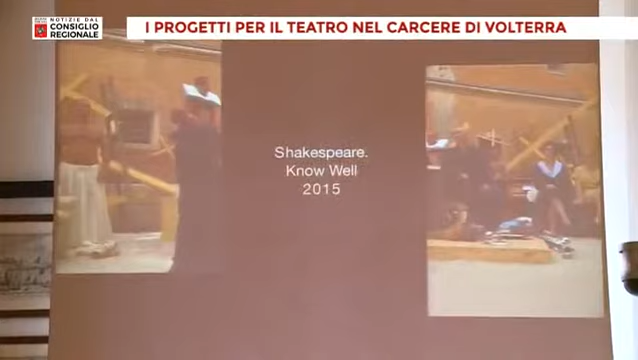 NOTIZIE DAL
CONSIGLIO
REGIONALE
I PROGETTI PER IL TEATRO NEL CARCERE DI VOLTERRA
Shakespeare.
Know Well
2015